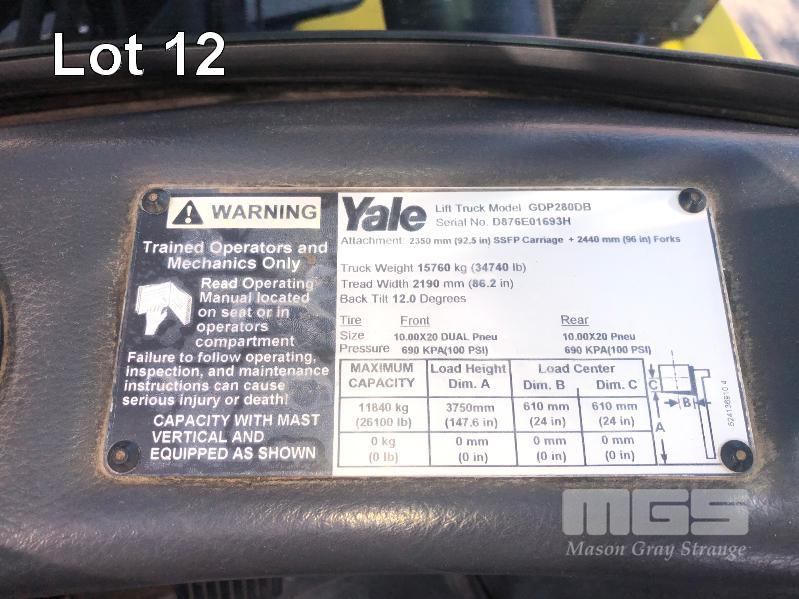 Lot 12
WARNING
Trained Operators and
Mechanics Only
Read Operating
Manual located
on seat or in
operators
compartment
Failure to follow operating,
inspection, and maintenance
instructions can cause
serious injury or death!
CAPACITY WITH MAST
VERTICAL AND
EQUIPPED AS SHOWN
Yale Lift Truck Model GDP280DB
Serial No. D876E01693H
Attachment: 2350 mm (92.5 in) SSFP Carriage + 2440 mm (96 in) Forks
Truck Weight 15760 kg (34740 lb)
Tread Width 2190 mm (86.2 in)
Back Tilt 12.0 Degrees
Tire Front Rear
Size 10.00X20 DUAL Pneu 10.00X20 Pneu
Pressure 690 KPA(100 PSI) 690 KPA(100 PSI)
MAXIMUM Load Height Load Center
CAPACITY Dim. A Dim. B Dim. C
11840 kg 3750mm 610 mm 610 mm
(26100 lb) (147.6 in) (24 in) (24 in)
0 kg 0 mm 0 mm 0 mm
(0 lb) (0 in) (0 in) (0 in)
C
B
A
524136910 4
MGS
Mason Gray Strange